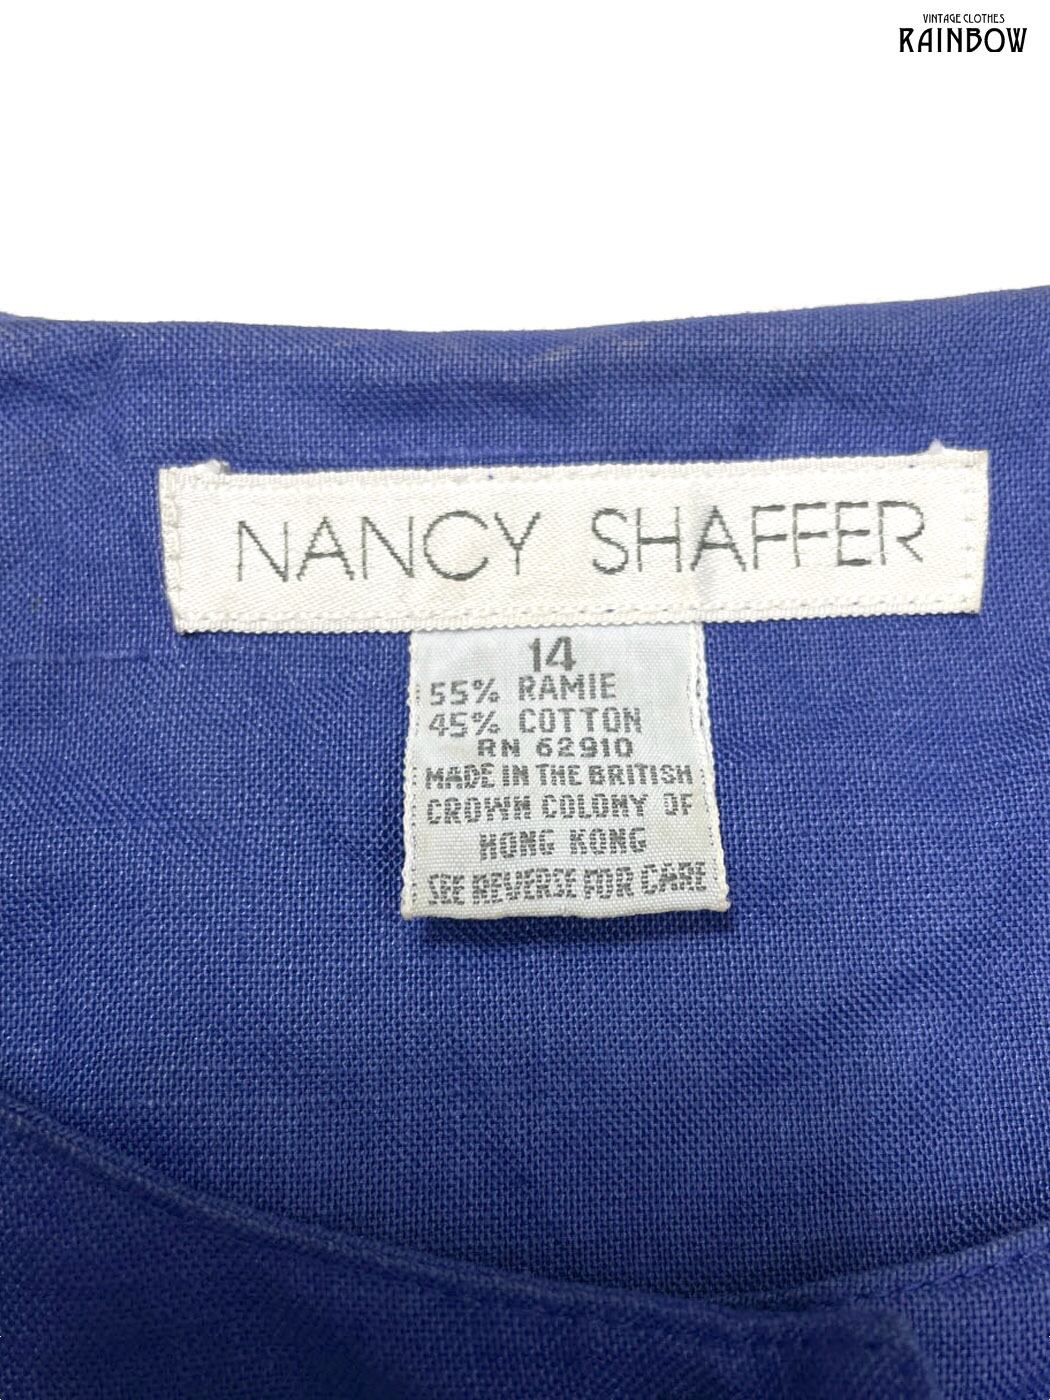 VINTAGE CLOTHES
RAINBOW
NANCY SHAFFER
14
55% RAMIE
45% COTTON
RN 62910
MADE IN THE BRITISH
CROWN COLONY OF
HONG KONG
SEE REVERSE FOR CARE